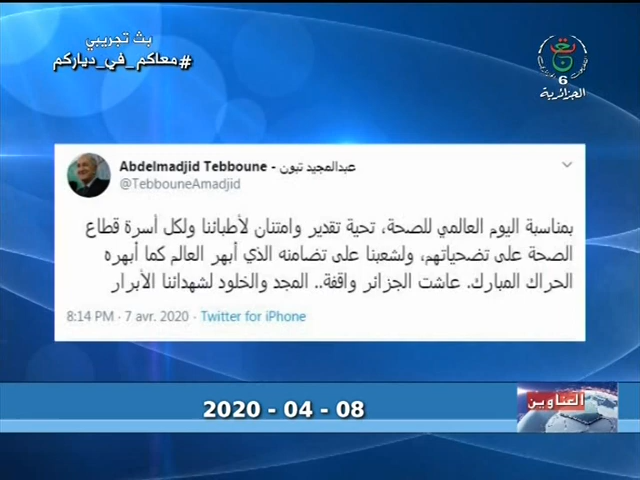 بث تجريبي
#معاكم_في_دياركم
6
الجزائرية
Abdelmadjid Tebboune - عبدالمجيد تبون
@TebbouneAmadjid
بمناسبة اليوم العالمي للصحة، تحية تقدير وامتنان لأطبائنا ولكل أسرة قطاع
الصحة على تضحياتهم، ولشعبنا على تضامنه الذي أبهر العالم كما أبهره
الحراك المبارك. عاشت الجزائر واقفة.. المجد والخلود لشهدائنا الأبرار
8:14 PM · 7 avr. 2020 · Twitter for iPhone
العناوين
2020 - 04 - 08